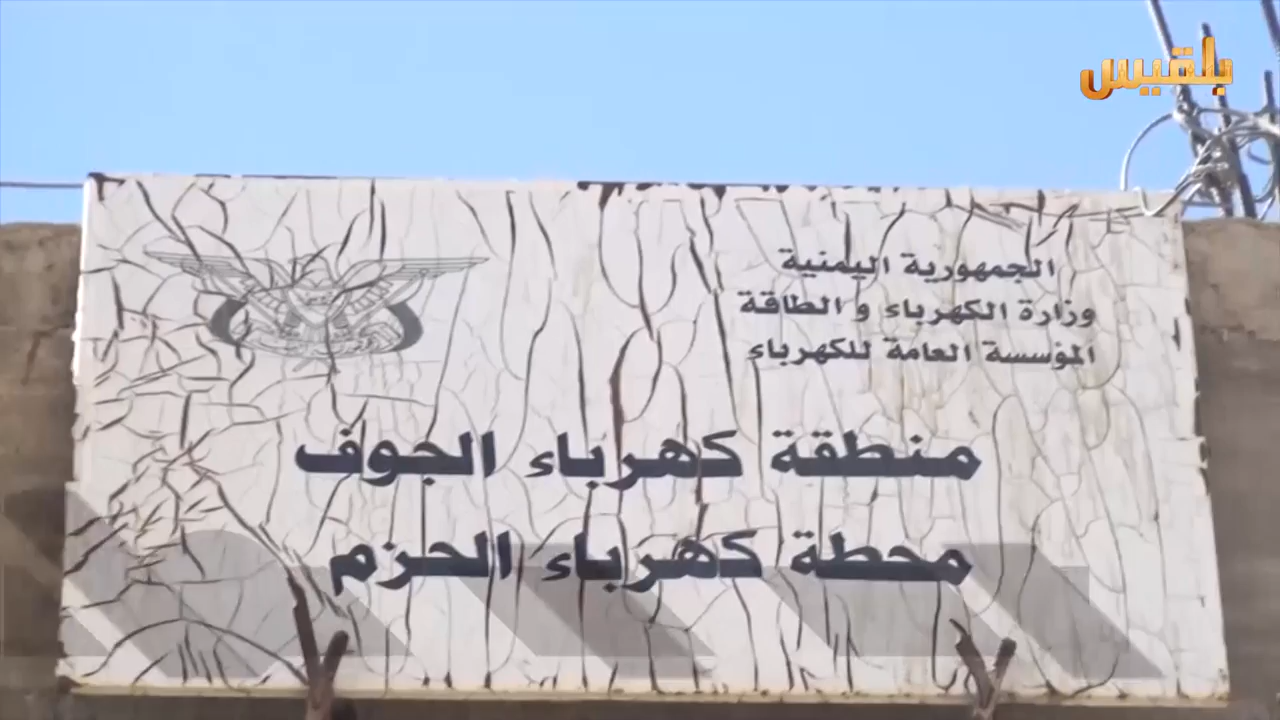 بلقيس
الجمهورية اليمنية
وزارة الكهرباء و الطاقة
المؤسسة العامة للكهرباء
منطقة كهرباء الجوف
محطة كهرباء الحزم